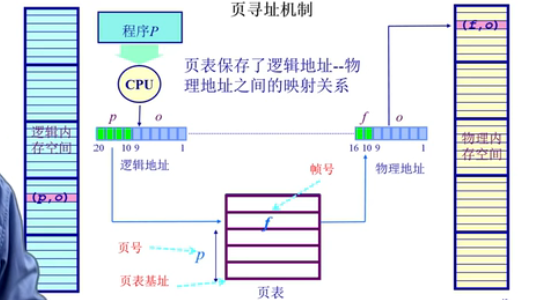 页寻址机制
程序P
CPU
页表保存了逻辑地址--物
理地址之间的映射关系
(f,o)
p o
f o
20 10 9 1
16 10 9 1
逻辑地址
物理地址
逻辑内
存空间
物理内
存空间
(p,o)
帧号
f
页号
p
页表基址
页表